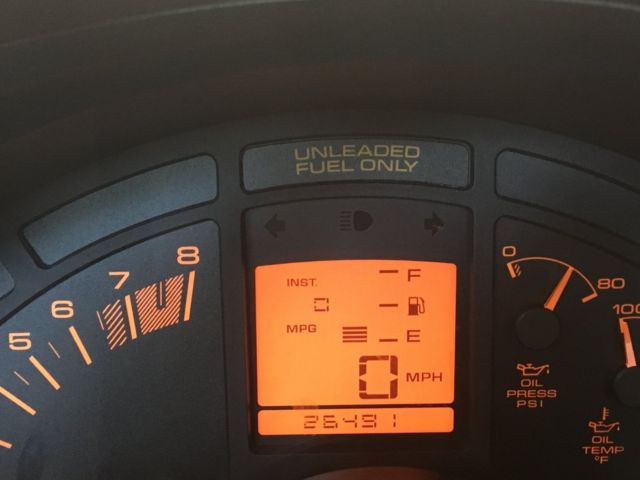 UNLEADED
FUEL ONLY
5 6 7 8
INST. F
0
MPG E
0 MPH
26491
0 80
OIL
PRESS
PSI
100
OIL
TEMP
°F